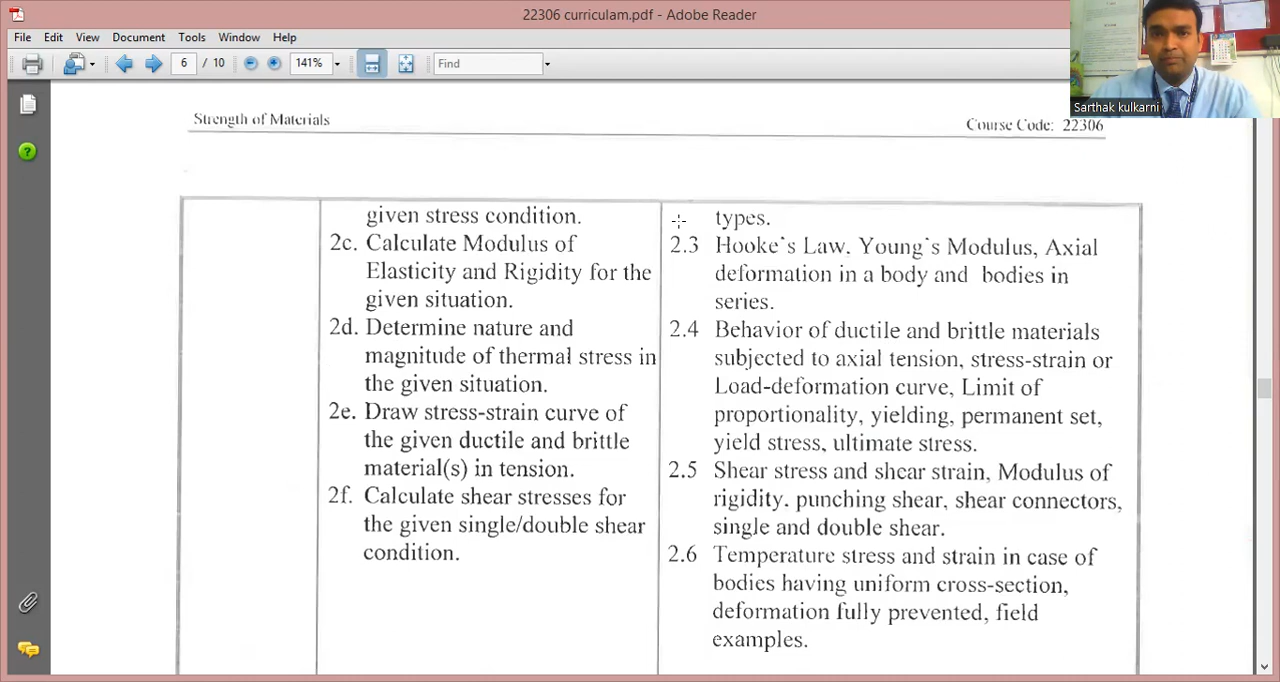 22306 curriculam.pdf - Adobe Reader
File Edit View Document Tools Window Help
6 / 10 141% Find
Sarthak kulkarni
Strength of Materials
Course Code: 22306
given stress condition.
2c. Calculate Modulus of
Elasticity and Rigidity for the
given situation.
2d. Determine nature and
magnitude of thermal stress in
the given situation.
2e. Draw stress-strain curve of
the given ductile and brittle
material(s) in tension.
2f. Calculate shear stresses for
the given single/double shear
condition.
types.
2.3 Hooke`s Law. Young`s Modulus, Axial
deformation in a body and bodies in
series.
2.4 Behavior of ductile and brittle materials
subjected to axial tension, stress-strain or
Load-deformation curve, Limit of
proportionality, yielding, permanent set,
yield stress, ultimate stress.
2.5 Shear stress and shear strain, Modulus of
rigidity. punching shear, shear connectors,
single and double shear.
2.6 Temperature stress and strain in case of
bodies having uniform cross-section,
deformation fully prevented, field
examples.